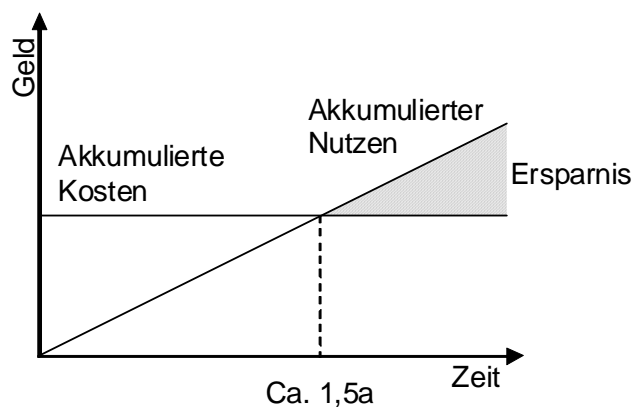 Geld
Akkumulierter
Nutzen
Akkumulierte
Kosten
Ersparnis
Zeit
Ca. 1,5a